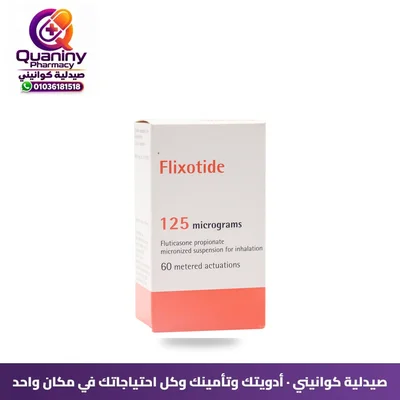 Quaniny
Pharmacy
صيدلية كوانيني
01036181518
Flixotide
125 micrograms
Fluticasone propionate
micronized suspension for inhalation
60 metered actuations
صيدلية كوانيني - أدويتك وتأمينك وكل احتياجاتك في مكان واحد